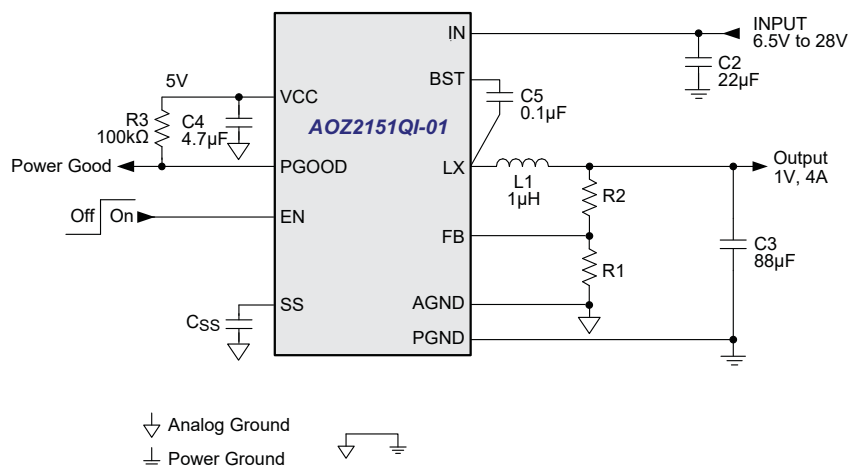 IN
INPUT
6.5V to 28V
C2
22µF
BST
C5
0.1µF
5V
VCC
R3
100kΩ
C4
4.7µF
AOZ2151QI-01
Power Good
PGOOD
LX
L1
1µH
Output
1V, 4A
R2
Off
On
EN
FB
C3
88µF
R1
SS
CSS
AGND
PGND
Analog Ground
Power Ground